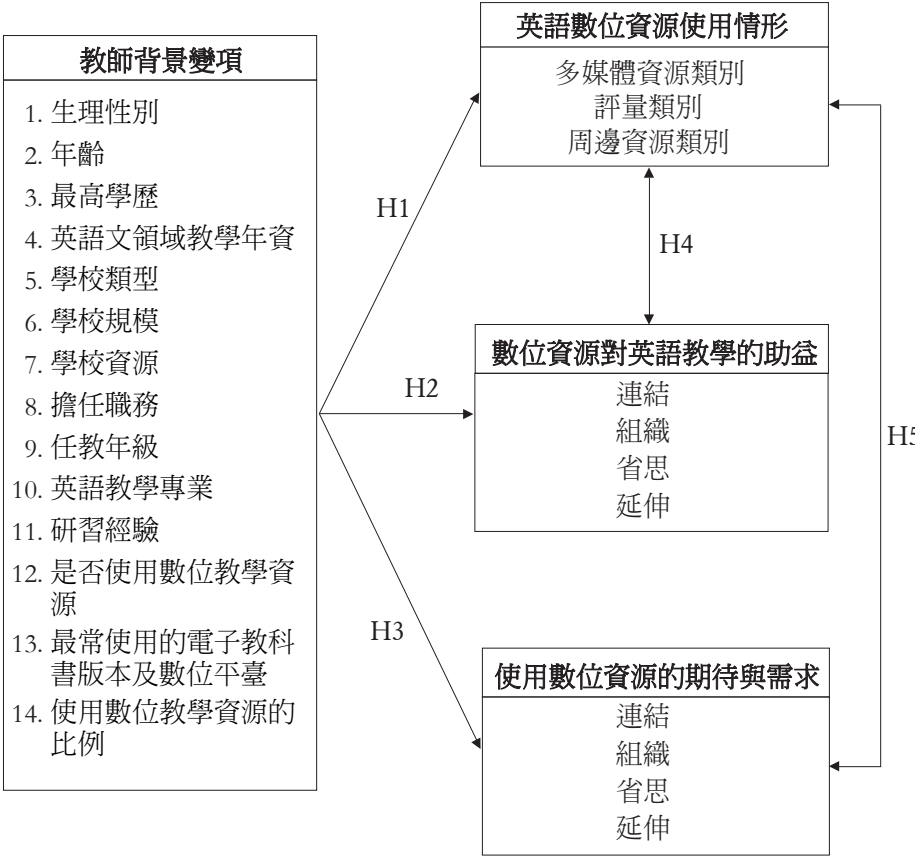 教師背景變項
1. 生理性別
2. 年齡
3. 最高學歷
4. 英語文領域教學年資
5. 學校類型
6. 學校規模
7. 學校資源
8. 擔任職務
9. 任教年級
10. 英語教學專業
11. 研習經驗
12. 是否使用數位教學資
源
13. 最常使用的電子教科
書版本及數位平臺
14. 使用數位教學資源的
比例
H1
H2
H3
英語數位資源使用情形
多媒體資源類別
評量類別
周邊資源類別
H4
數位資源對英語教學的助益
連結
組織
省思
延伸
H5
使用數位資源的期待與需求
連結
組織
省思
延伸